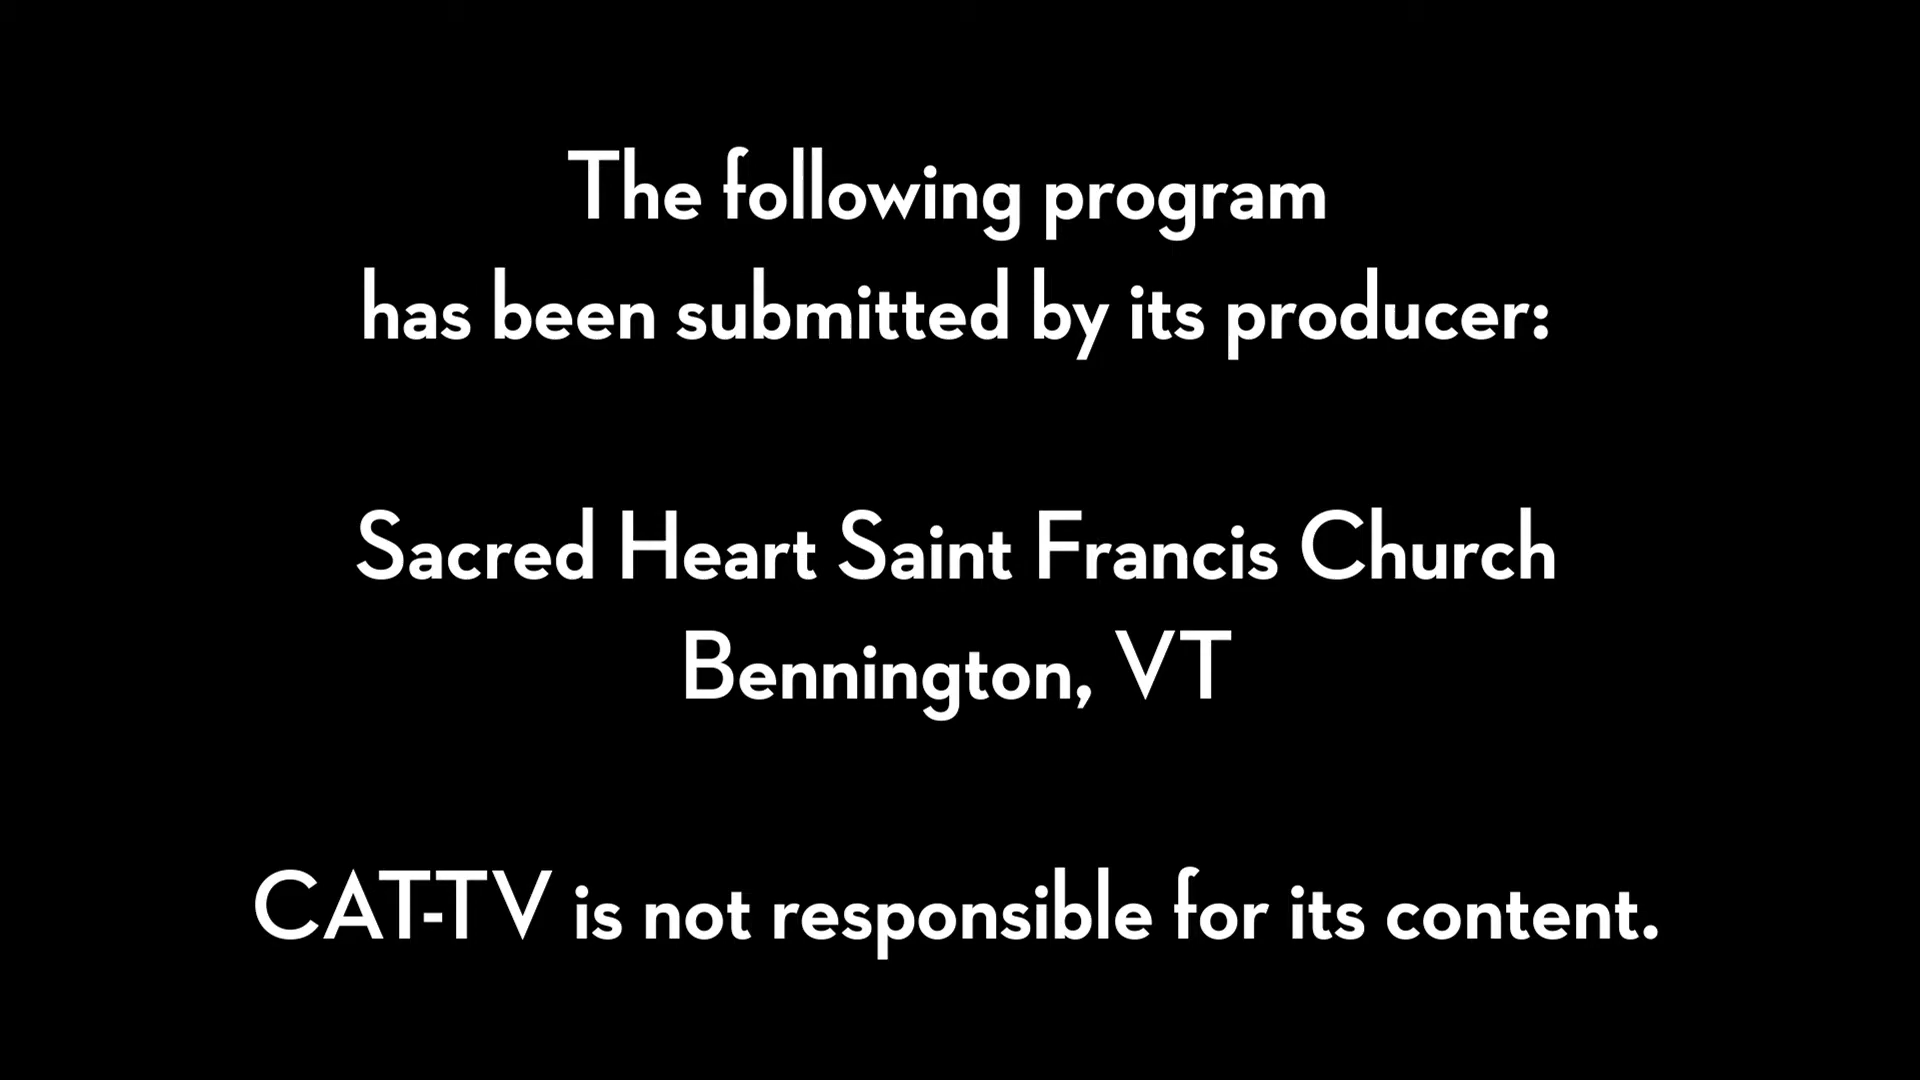 The following program
has been submitted by its producer:
Sacred Heart Saint Francis Church
Bennington, VT
CAT-TV is not responsible for its content.